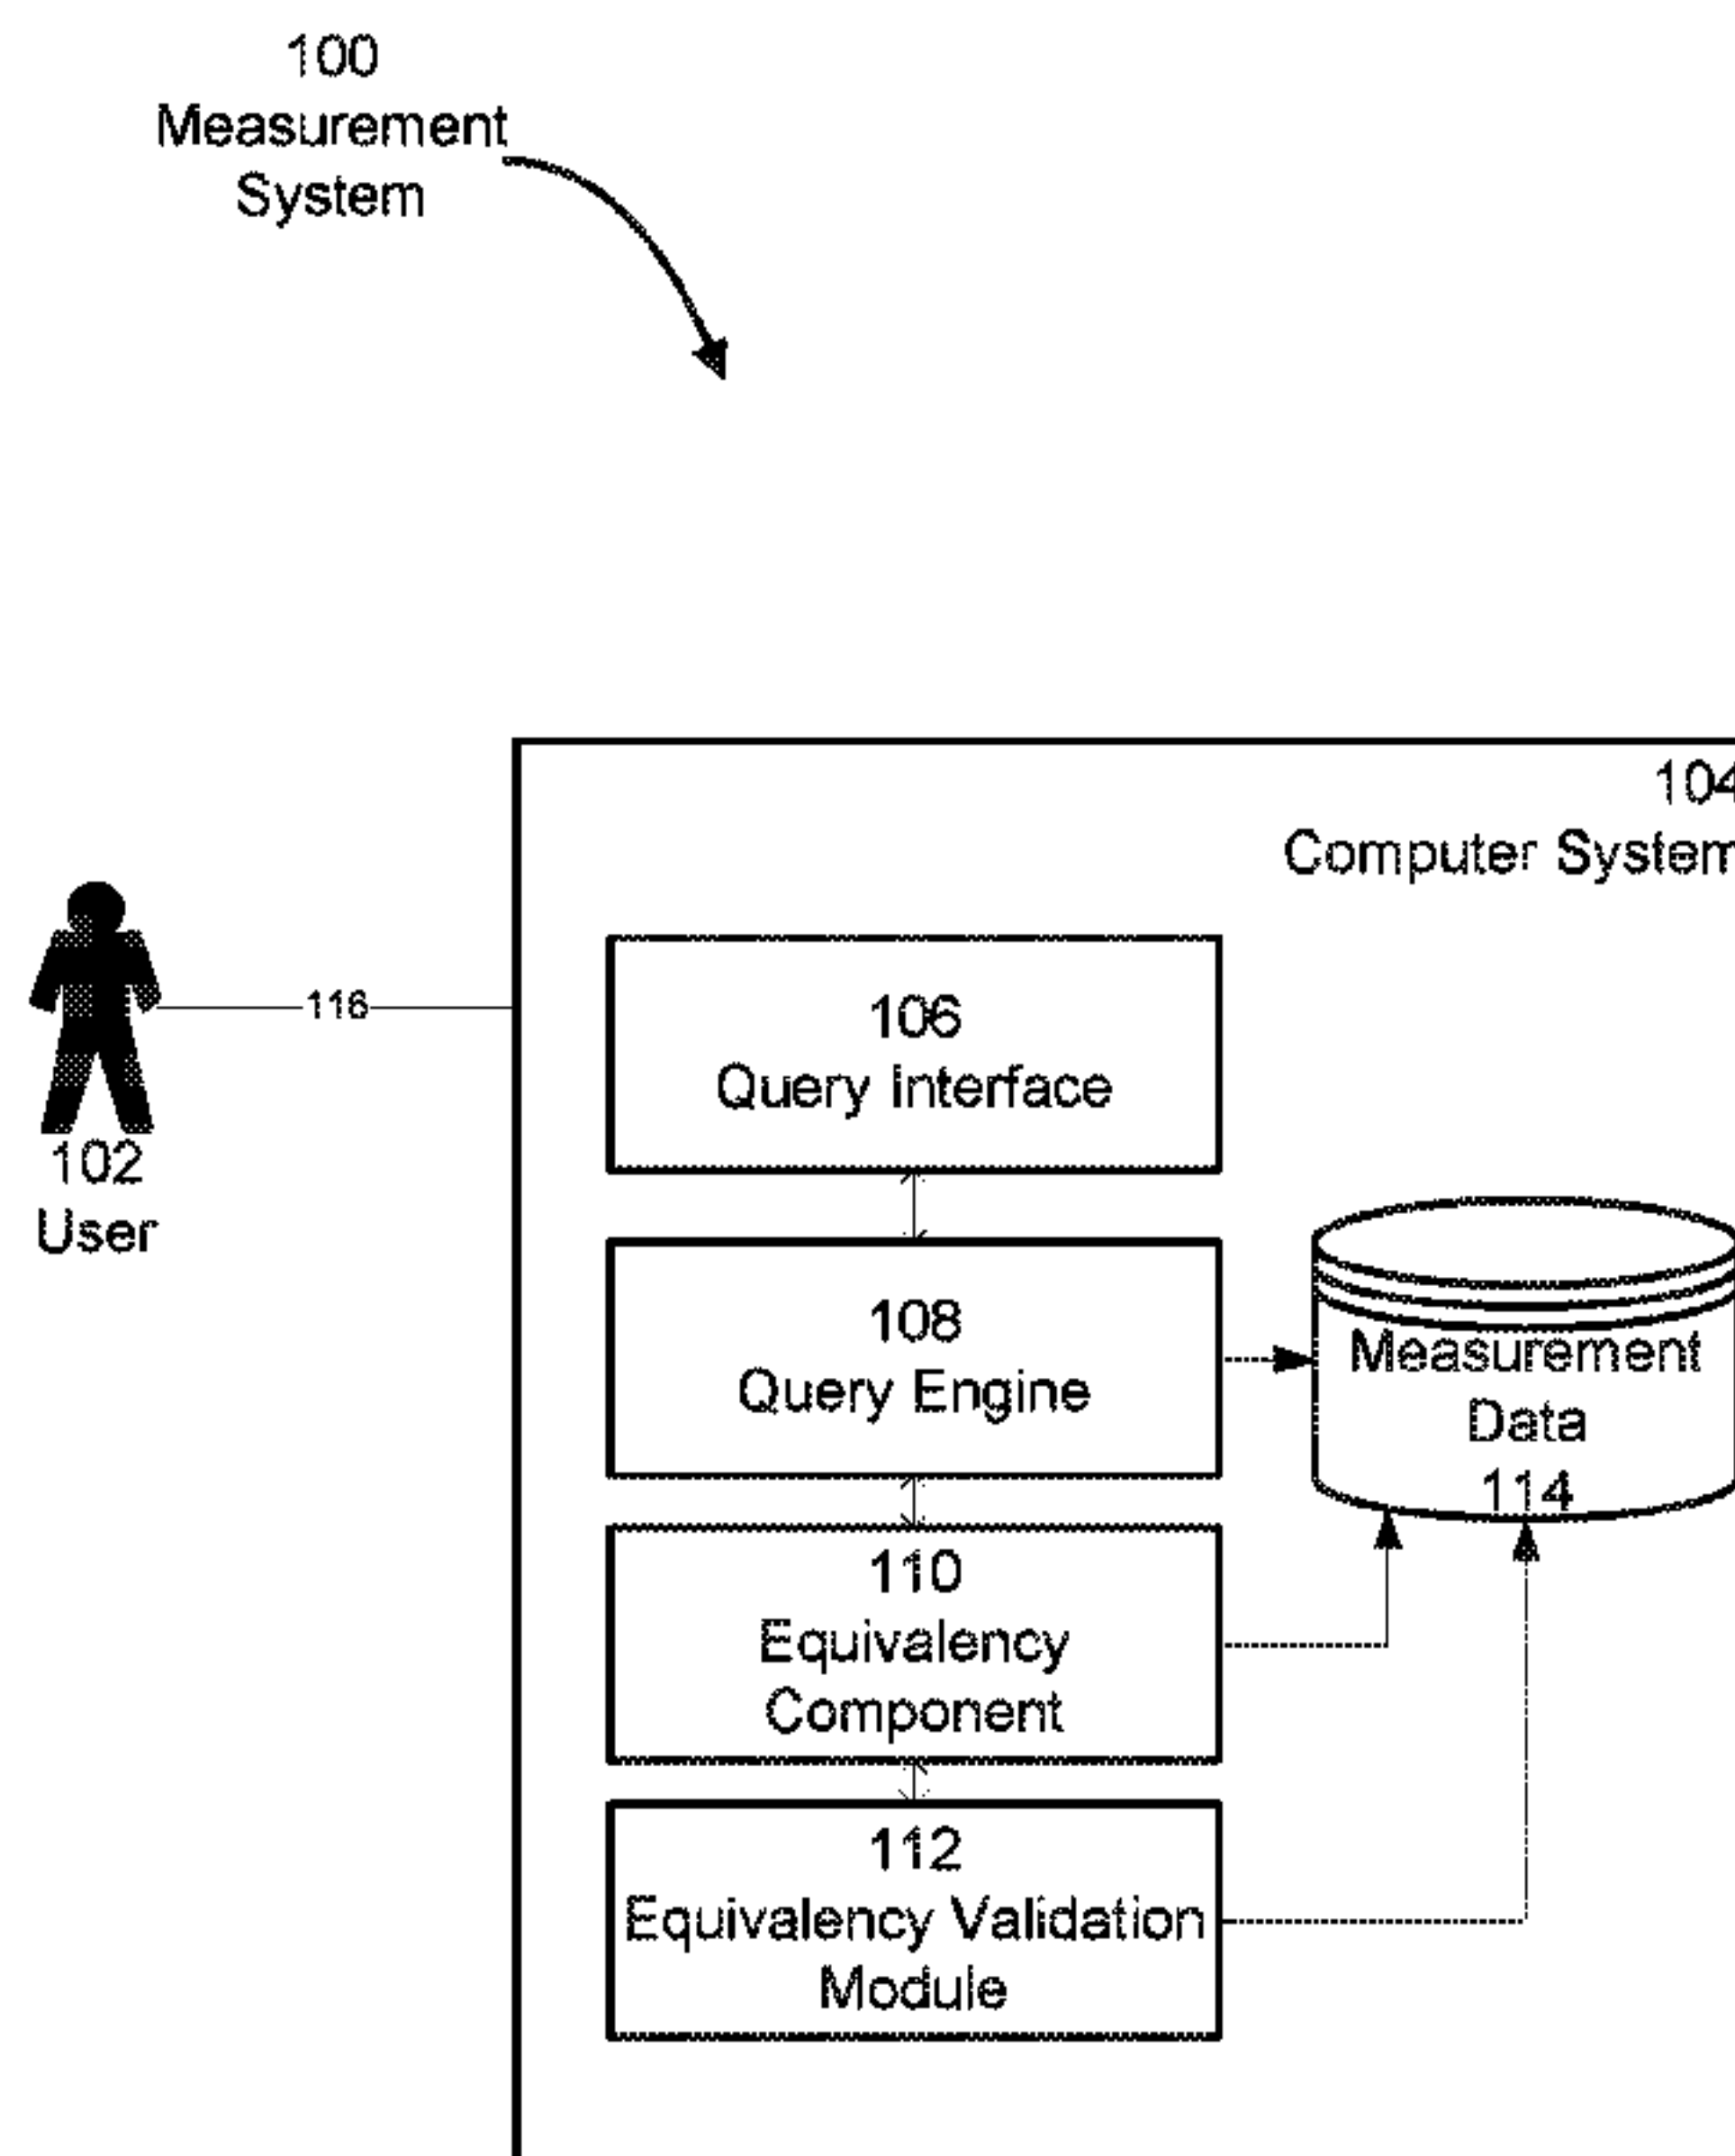 100
Measurement
System
104
Computer System
116
102
User
106
Query Interface
108
Query Engine
Measurement
Data
114
110
Equivalency
Component
112
Equivalency Validation
Module